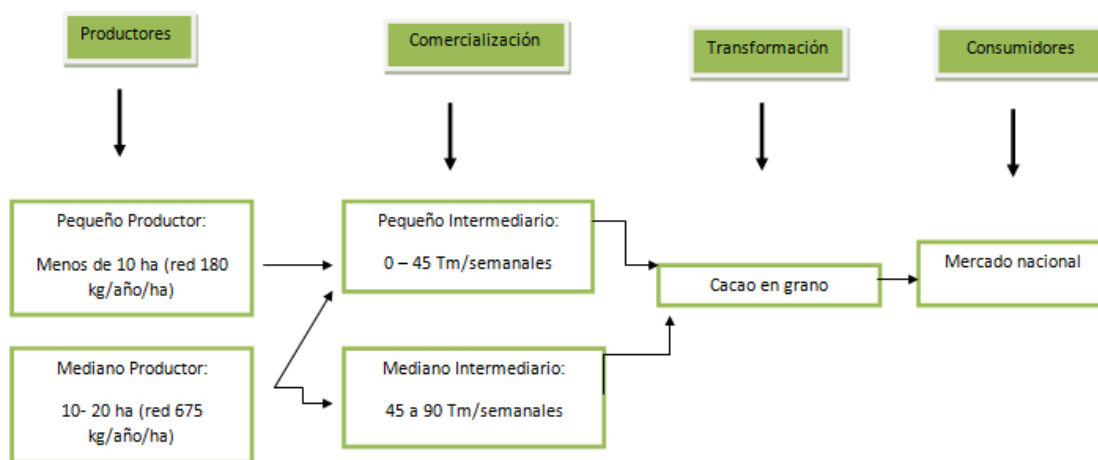 Productores
Comercialización
Transformación
Consumidores
Pequeño Productor:
Menos de 10 ha (red 180
kg/año/ha)
Pequeño Intermediario:
0 – 45 Tm/semanales
Cacao en grano
Mercado nacional
Mediano Productor:
10- 20 ha (red 675
kg/año/ha)
Mediano Intermediario:
45 a 90 Tm/semanales